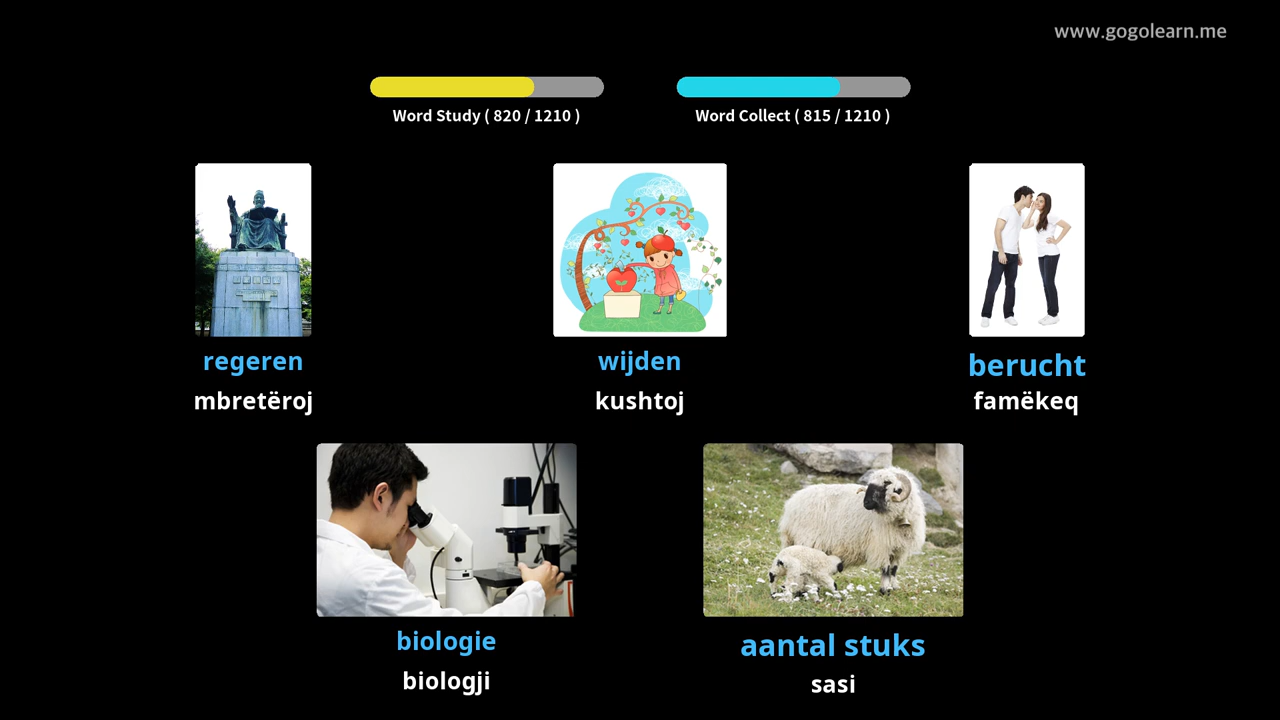 www.gogolearn.me
Word Study ( 820 / 1210 )
Word Collect ( 815 / 1210 )
regeren
mbretëroj
wijden
kushtoj
berucht
famëkeq
biologie
biologji
aantal stuks
sasi